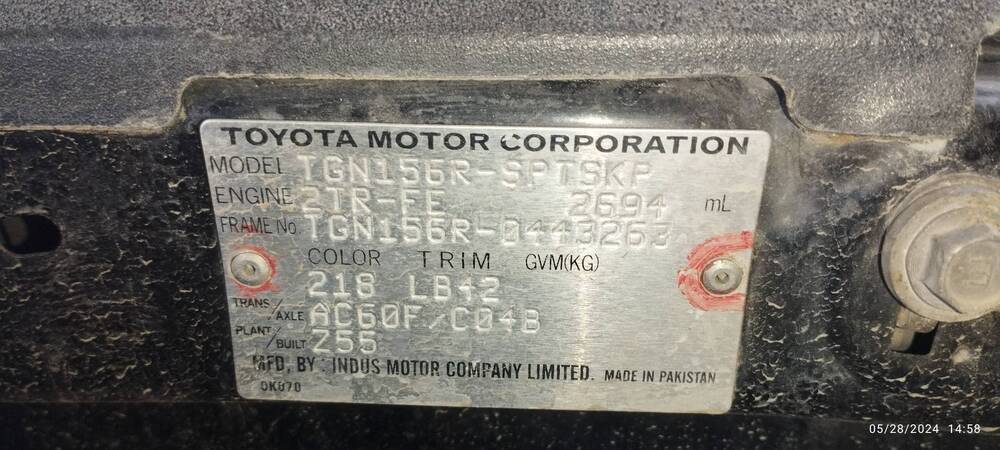 TOYOTA MOTOR CORPORATION
MODEL TGN156R-SPTSKP
ENGINE 2TR-FE 2694 mL
FRAME No. TGN156R-0443263
COLOR TRIM GVM(KG)
218 LB42
TRANS/AXLE AC60F/C04B
PLANT/BUILT Z55
MFD, BY : INDUS MOTOR COMPANY LIMITED. MADE IN PAKISTAN
0K070
05/28/2024 14:58